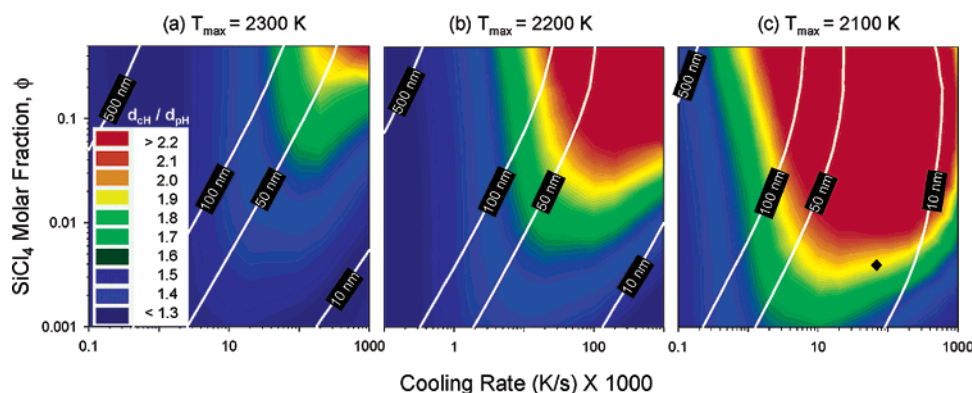 (a) T_max = 2300 K
(b) T_max = 2200 K
(c) T_max = 2100 K
SiCl4 Molar Fraction, ϕ
0.1
0.01
0.001
500 nm
100 nm
50 nm
10 nm
d_cH / d_pH
> 2.2
2.1
2.0
1.9
1.8
1.7
1.6
1.5
1.4
< 1.3
500 nm
100 nm
50 nm
10 nm
500 nm
100 nm
50 nm
10 nm
0.1 10 1000
1 100
0.1 10 1000
Cooling Rate (K/s) X 1000